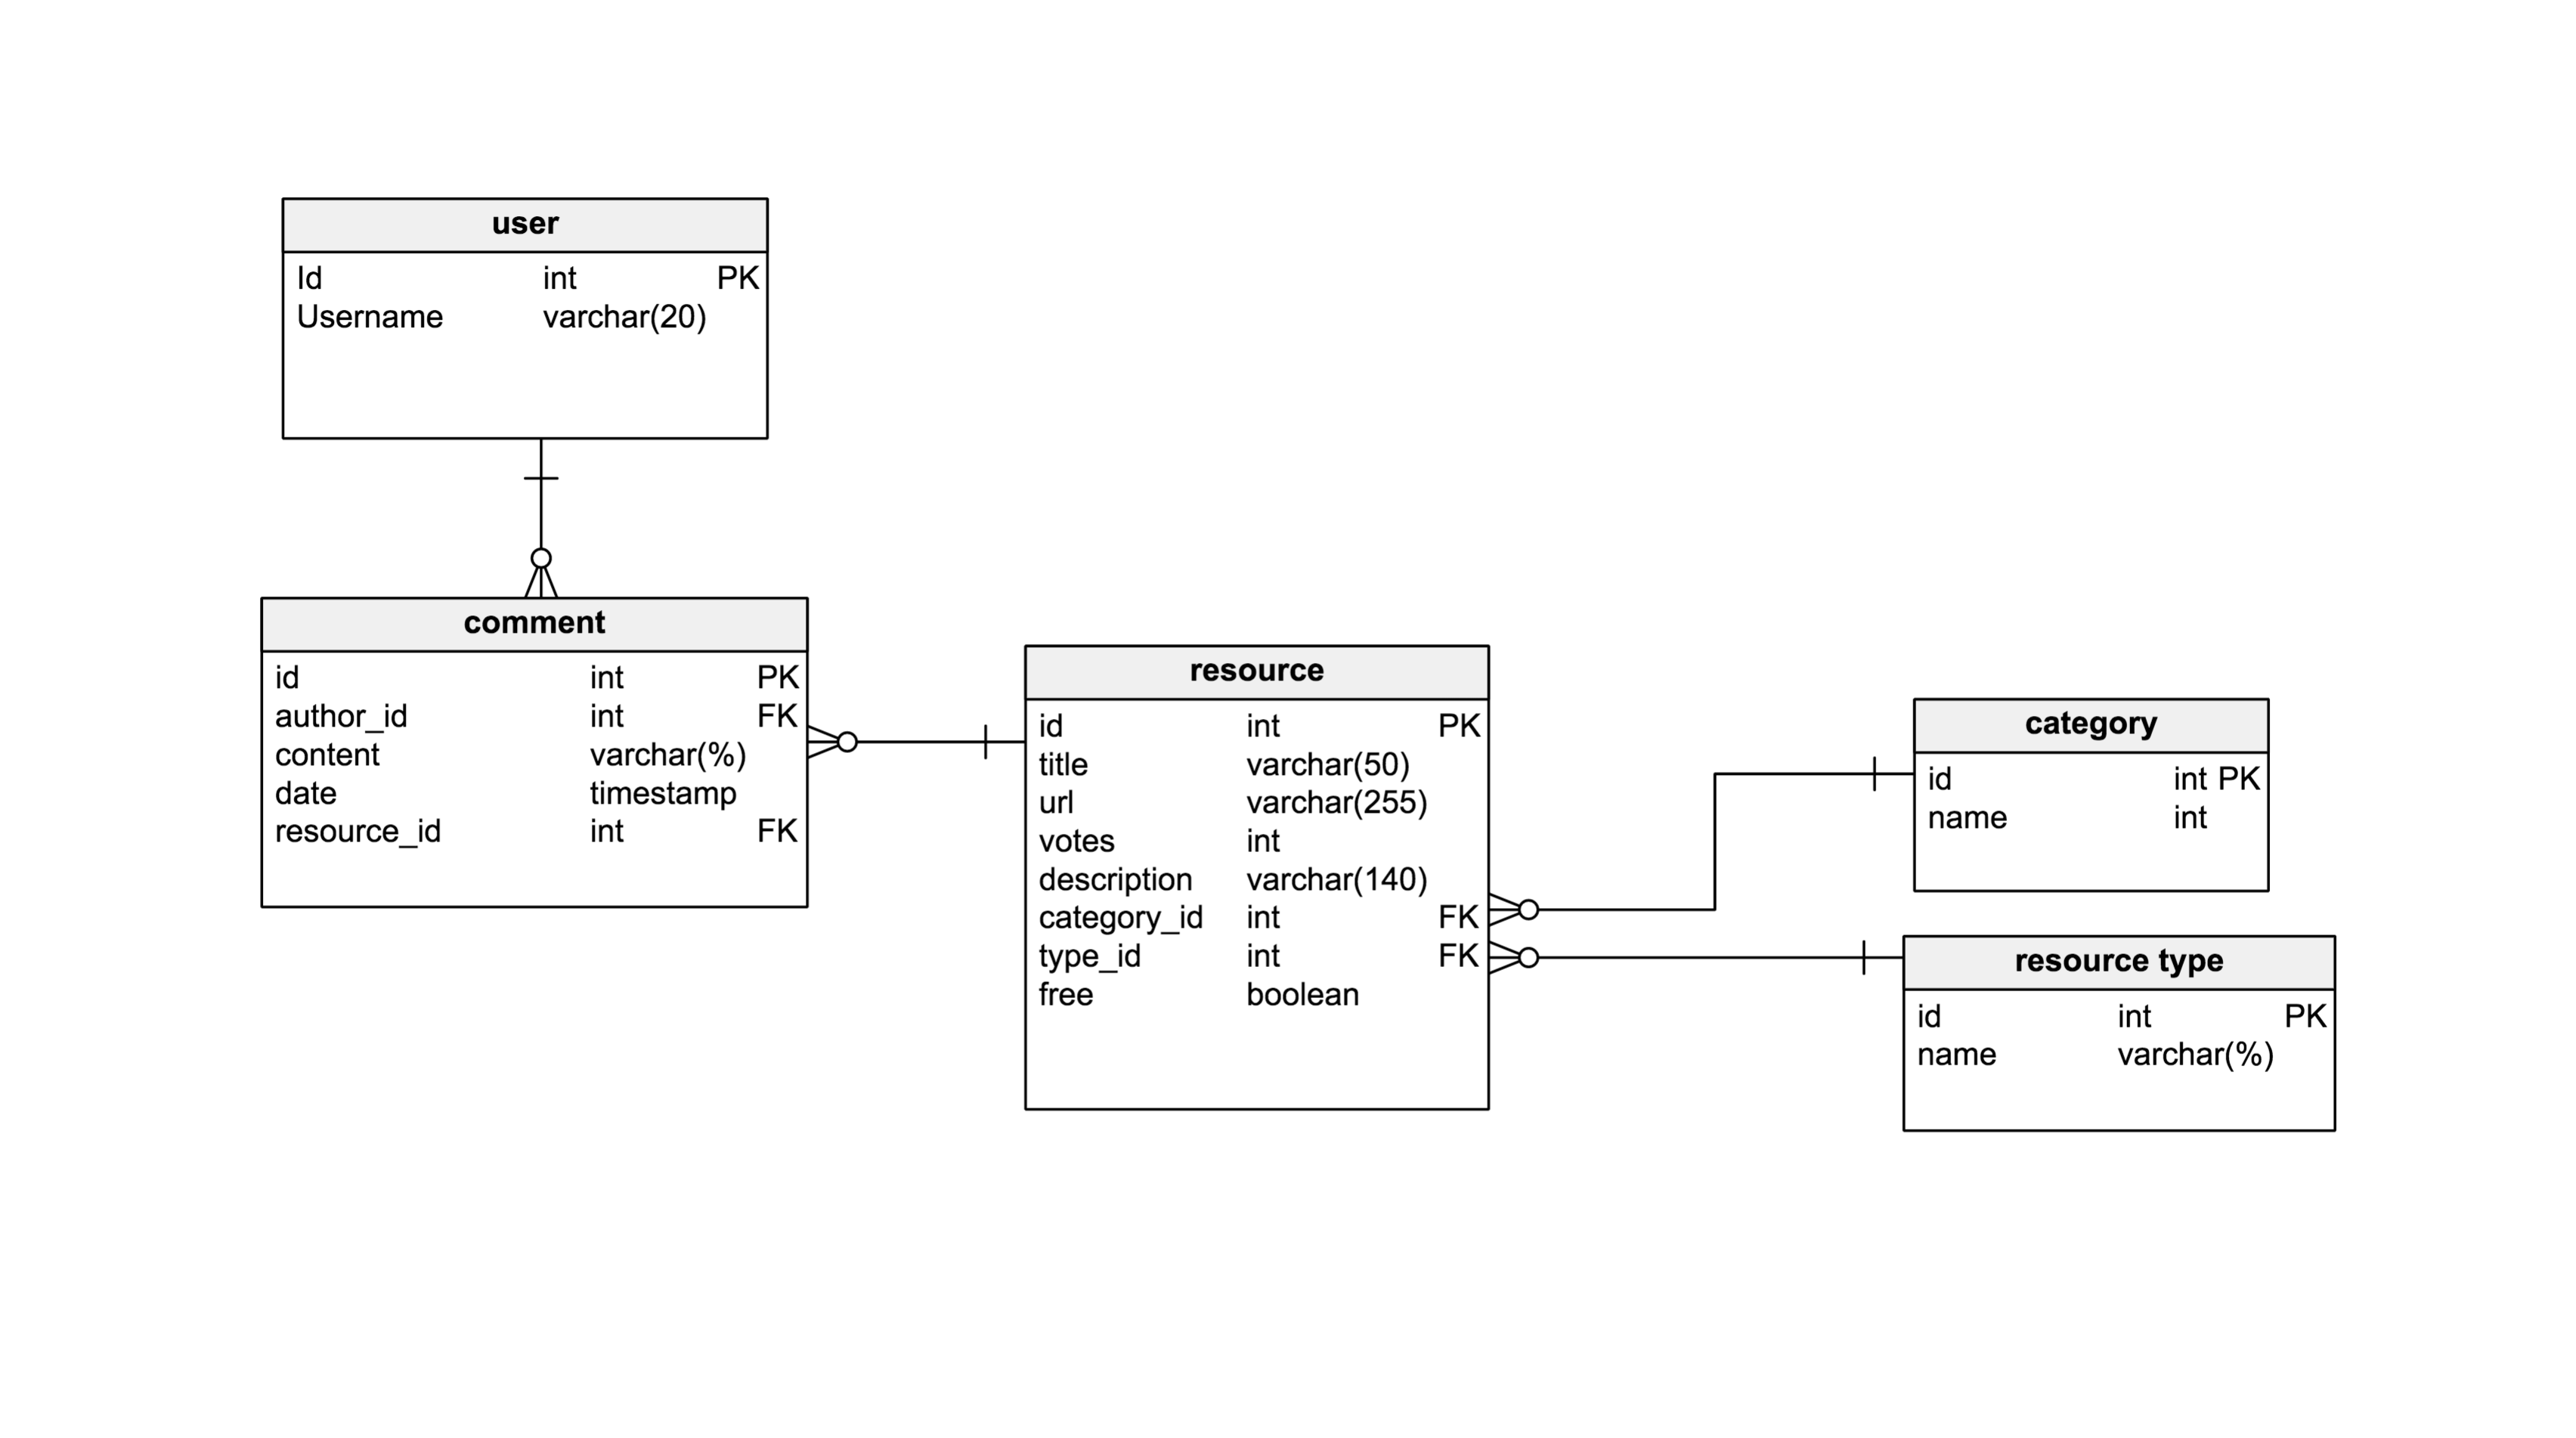 user
Id int PK
Username varchar(20)
comment
id int PK
author_id int FK
content varchar(%)
date timestamp
resource_id int FK
resource
id int PK
title varchar(50)
url varchar(255)
votes int
description varchar(140)
category_id int FK
type_id int FK
free boolean
category
id int PK
name int
resource type
id int PK
name varchar(%)